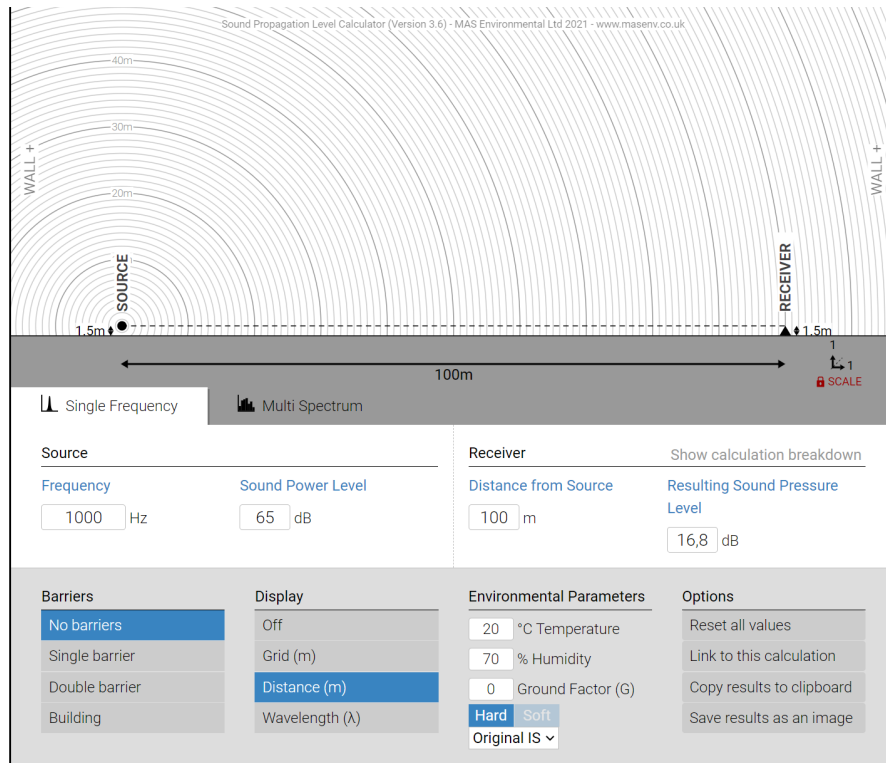 Sound Propagation Level Calculator (Version 3.6) - MAS Environmental Ltd 2021 - www.masenv.co.uk
40m
30m
20m
WALL +
WALL +
SOURCE
RECEIVER
1.5m
1.5m
100m
1
1
SCALE
Single Frequency
Multi Spectrum
Source
Receiver
Show calculation breakdown
Frequency
Sound Power Level
Distance from Source
Resulting Sound Pressure
Level
1000 Hz
65 dB
100 m
16,8 dB
Barriers
Display
Environmental Parameters
Options
No barriers
Off
20 °C Temperature
Reset all values
Single barrier
Grid (m)
70 % Humidity
Link to this calculation
Double barrier
Distance (m)
0 Ground Factor (G)
Copy results to clipboard
Building
Wavelength (λ)
Hard Soft
Save results as an image
Original IS